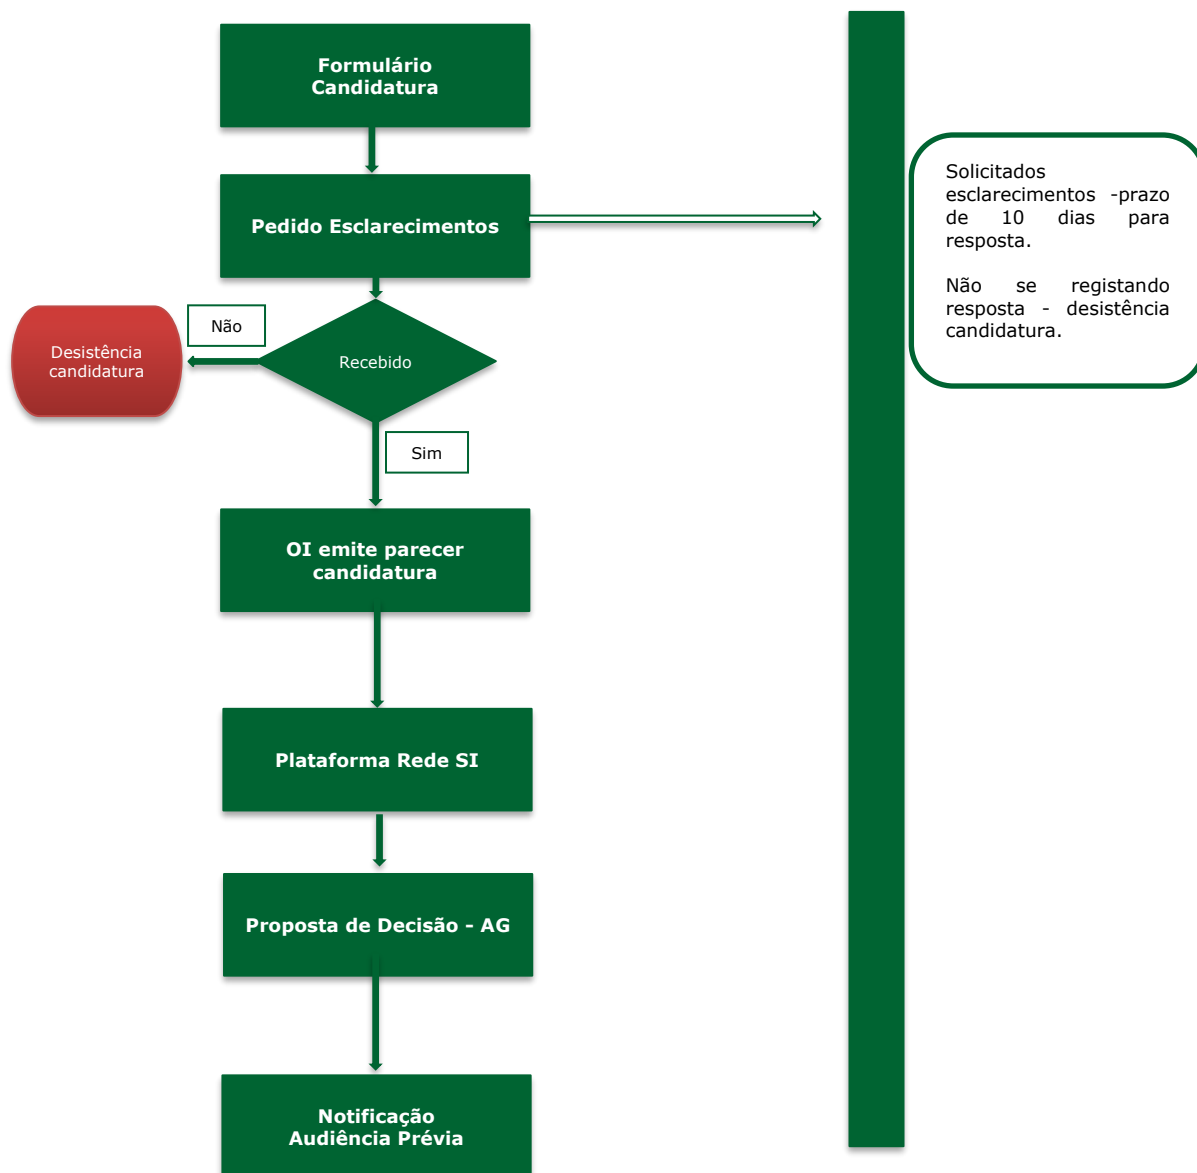 Formulário
Candidatura
Pedido Esclarecimentos
Solicitados
esclarecimentos -prazo
de 10 dias para
resposta.
Não se registando
resposta - desistência
candidatura.
Não
Desistência
candidatura
Recebido
Sim
OI emite parecer
candidatura
Plataforma Rede SI
Proposta de Decisão - AG
Notificação
Audiência Prévia